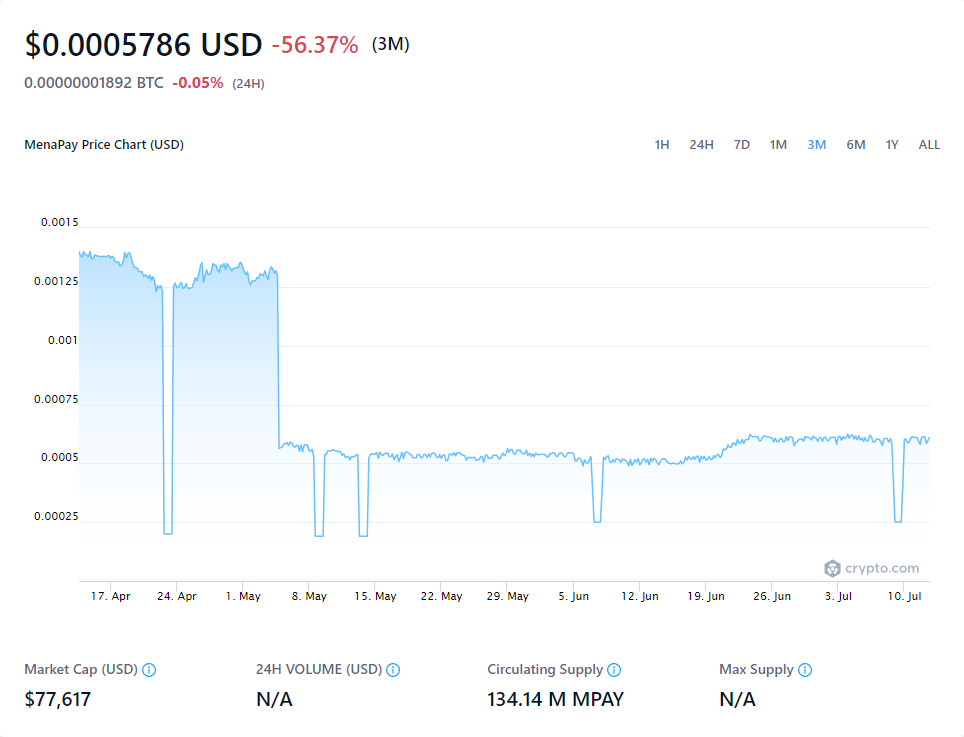 $0.0005786 USD -56.37% (3M)
0.00000001892 BTC -0.05% (24H)
MenaPay Price Chart (USD) 1H 24H 7D 1M 3M 6M 1Y ALL
0.0015
0.00125
0.001
0.00075
0.0005
0.00025
crypto.com
17. Apr 24. Apr 1. May 8. May 15. May 22. May 29. May 5. Jun 12. Jun 19. Jun 26. Jun 3. Jul 10. Jul
Market Cap (USD) 24H VOLUME (USD) Circulating Supply Max Supply
$77,617 N/A 134.14 M MPAY N/A